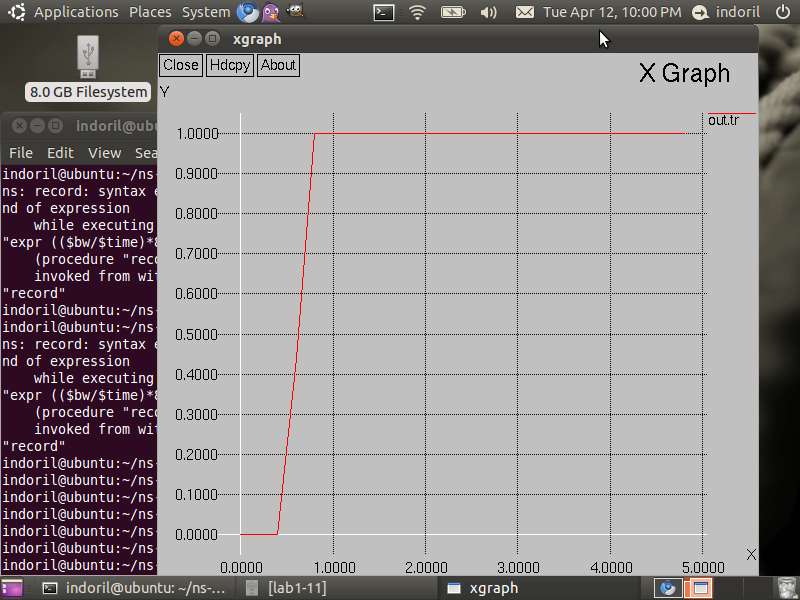 Applications Places System Tue Apr 12, 10:00 PM indoril
8.0 GB Filesystem
xgraph
Close Hdcpy About
X Graph
Y
out.tr
1.0000
0.9000
0.8000
0.7000
0.6000
0.5000
0.4000
0.3000
0.2000
0.1000
0.0000
0.0000 1.0000 2.0000 3.0000 4.0000 5.0000
X
indoril@ubu
File Edit View Sea
indoril@ubuntu:~/ns-
ns: record: syntax e
nd of expression
while executing
"expr (($bw/$time)*8
(procedure "reco
invoked from wit
"record"
indoril@ubuntu:~/ns-
indoril@ubuntu:~/ns-
ns: record: syntax e
nd of expression
while executing
"expr (($bw/$time)*8
(procedure "reco
invoked from wit
"record"
indoril@ubuntu:~/ns-
indoril@ubuntu:~/ns-
indoril@ubuntu:~/ns-
indoril@ubuntu:~/ns-
indoril@ubuntu:~/ns-
indoril@ubuntu:~/ns-
indoril@ubuntu:~/ns-
indoril@ubuntu: ~/ns-... [lab1-11] xgraph